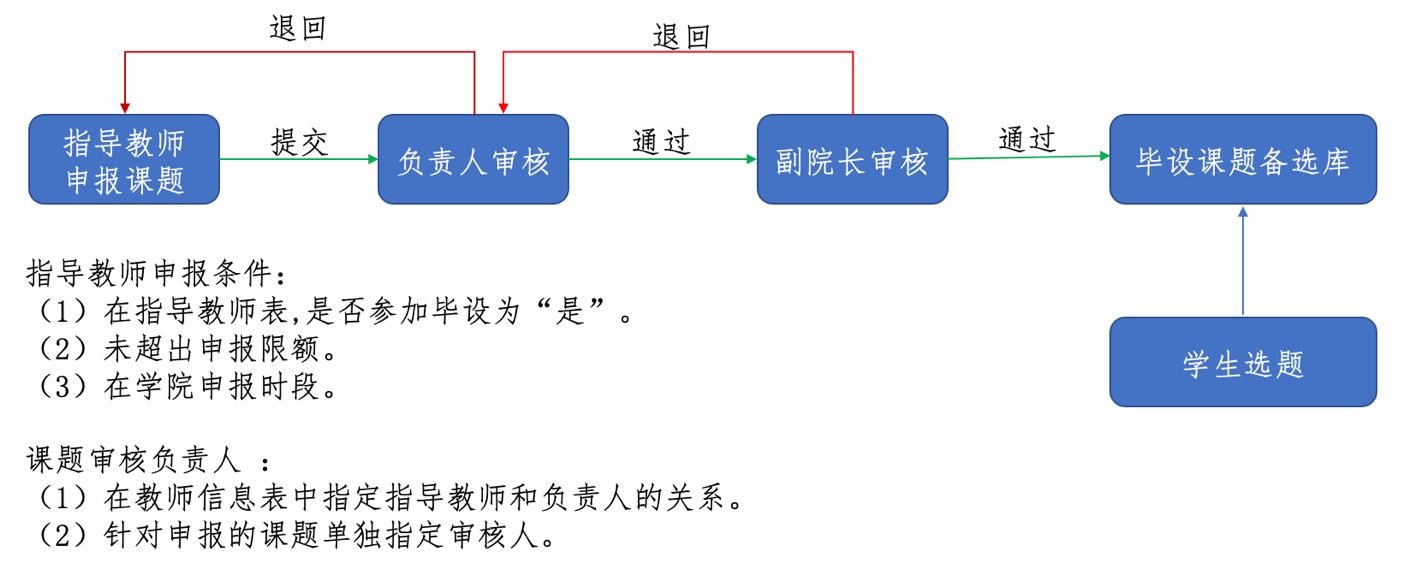 退回
退回
指导教师
申报课题
提交
负责人审核
通过
副院长审核
通过
毕设课题备选库
学生选题
指导教师申报条件：
（1）在指导教师表,是否参加毕设为“是”。
（2）未超出申报限额。
（3）在学院申报时段。
课题审核负责人 ：
（1）在教师信息表中指定指导教师和负责人的关系。
（2）针对申报的课题单独指定审核人。